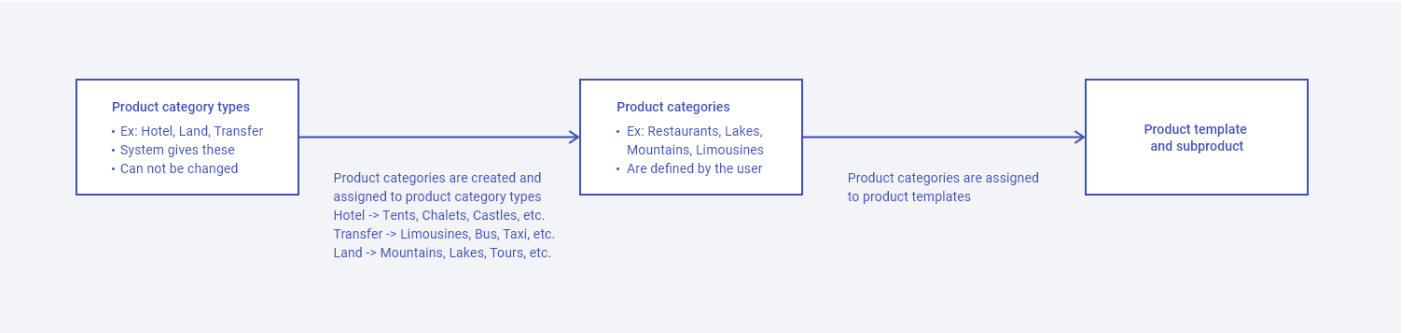 Product category types
• Ex: Hotel, Land, Transfer
• System gives these
• Can not be changed
Product categories are created and
assigned to product category types
Hotel -> Tents, Chalets, Castles, etc.
Transfer -> Limousines, Bus, Taxi, etc.
Land -> Mountains, Lakes, Tours, etc.
Product categories
• Ex: Restaurants, Lakes,
Mountains, Limousines
• Are defined by the user
Product categories are assigned
to product templates
Product template
and subproduct